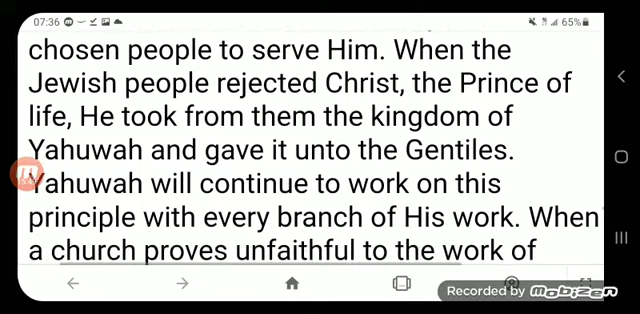 07:36
65%
chosen people to serve Him. When the
Jewish people rejected Christ, the Prince of
life, He took from them the kingdom of
Yahuwah and gave it unto the Gentiles.
Yahuwah will continue to work on this
principle with every branch of His work. When
a church proves unfaithful to the work of
Recorded by mobizen